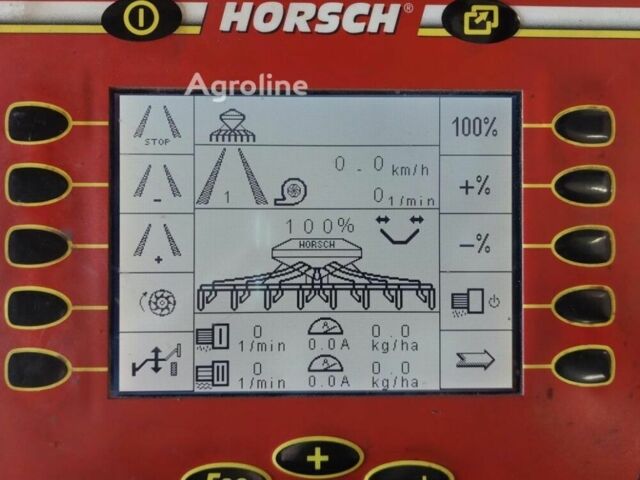 HORSCH®
Agroline
STOP
100%
0.0 km/h
1
0 1/min
+%
-
100%
-%
HORSCH
+
0
1/min
A
0.0A
0.0
kg/ha
0
1/min
A
0.0A
0.0
kg/ha
+